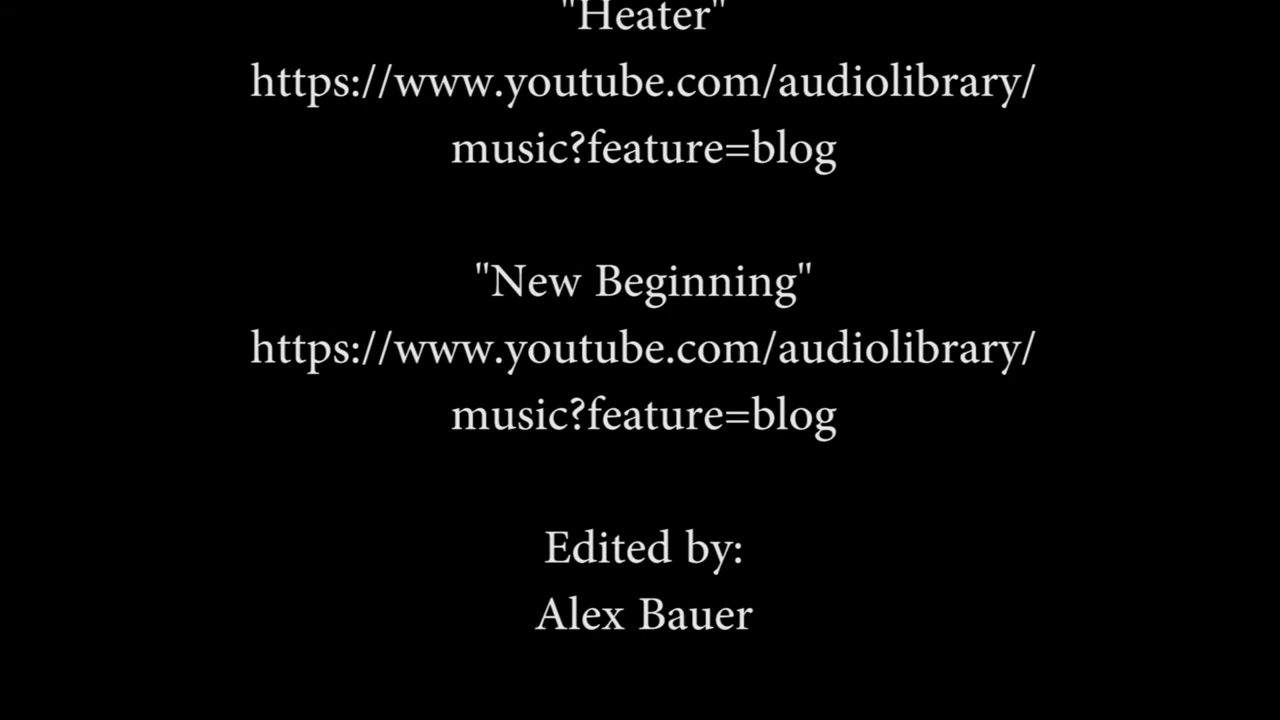 "Heater"
https://www.youtube.com/audiolibrary/
music?feature=blog
"New Beginning"
https://www.youtube.com/audiolibrary/
music?feature=blog
Edited by:
Alex Bauer